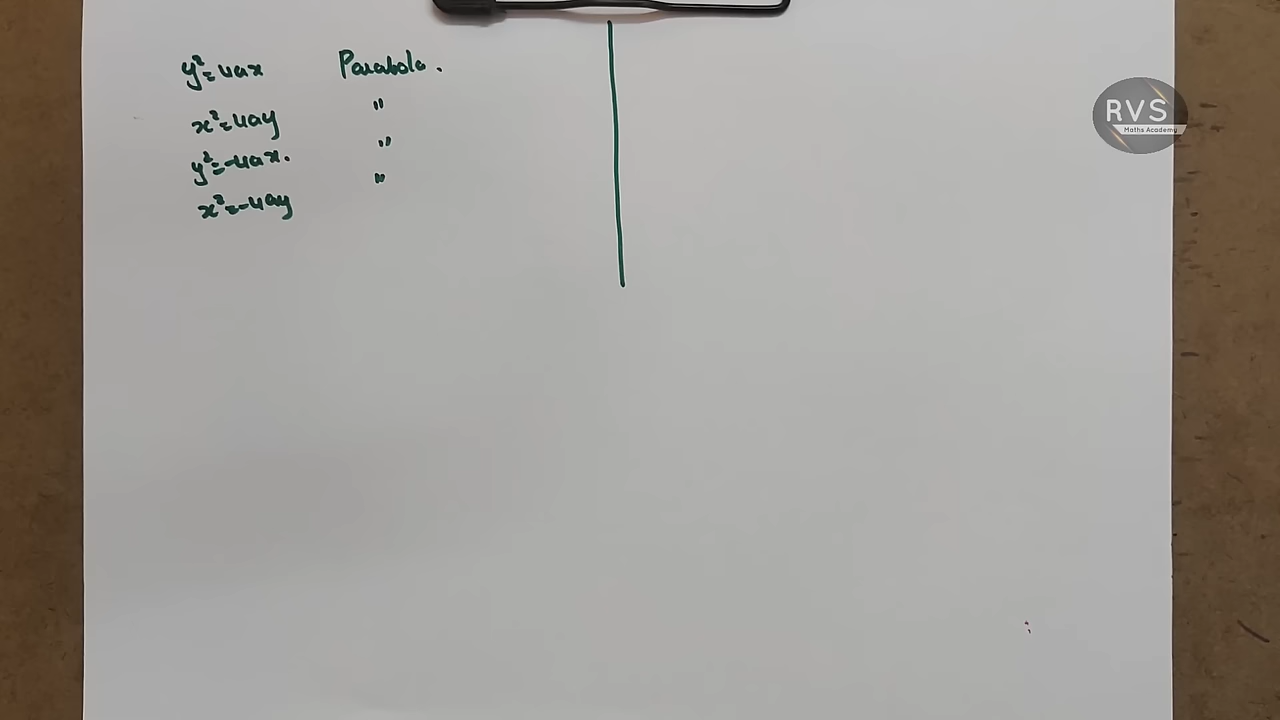 y²=4ax Parabola.
x²=4ay "
y²=-4ax. "
x²=-4ay "
RVS
Maths Academy